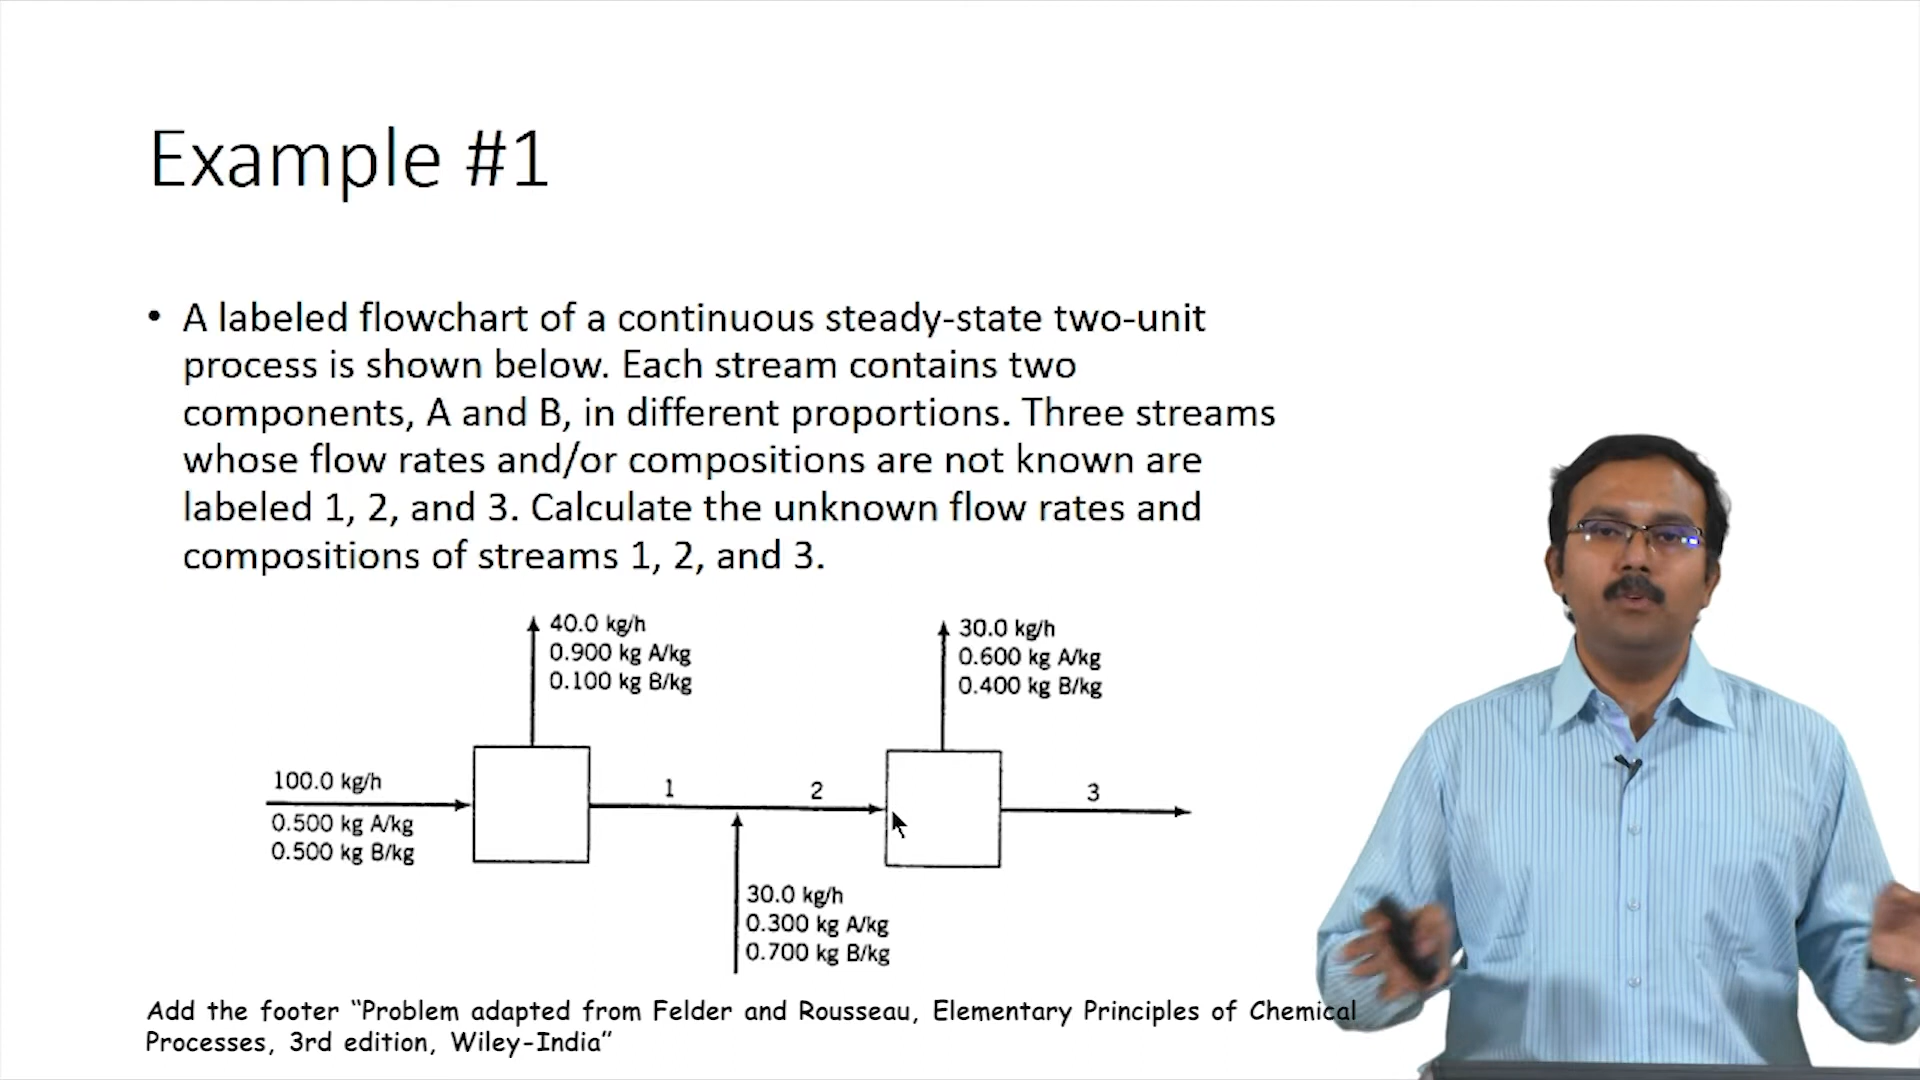 Example #1
• A labeled flowchart of a continuous steady-state two-unit
process is shown below. Each stream contains two
components, A and B, in different proportions. Three streams
whose flow rates and/or compositions are not known are
labeled 1, 2, and 3. Calculate the unknown flow rates and
compositions of streams 1, 2, and 3.
40.0 kg/h
0.900 kg A/kg
0.100 kg B/kg
30.0 kg/h
0.600 kg A/kg
0.400 kg B/kg
100.0 kg/h
0.500 kg A/kg
0.500 kg B/kg
1
2
3
30.0 kg/h
0.300 kg A/kg
0.700 kg B/kg
Add the footer “Problem adapted from Felder and Rousseau, Elementary Principles of Chemical
Processes, 3rd edition, Wiley-India”